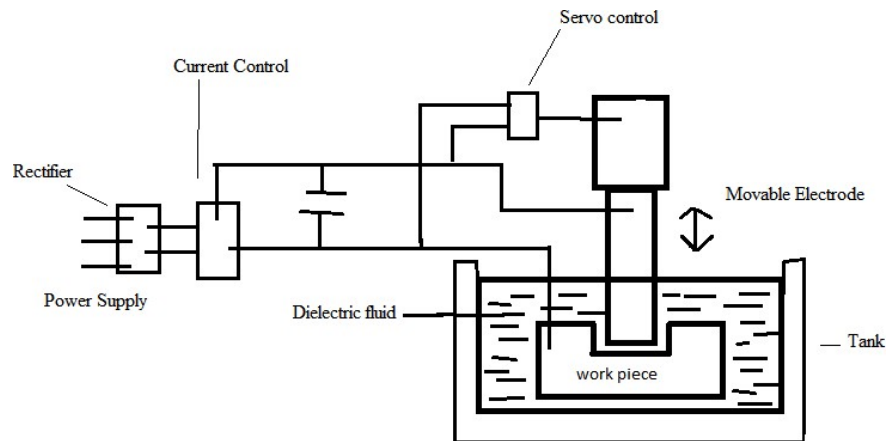 Servo control
Current Control
Rectifier
Movable Electrode
Power Supply
Dielectric fluid
Tank
work piece